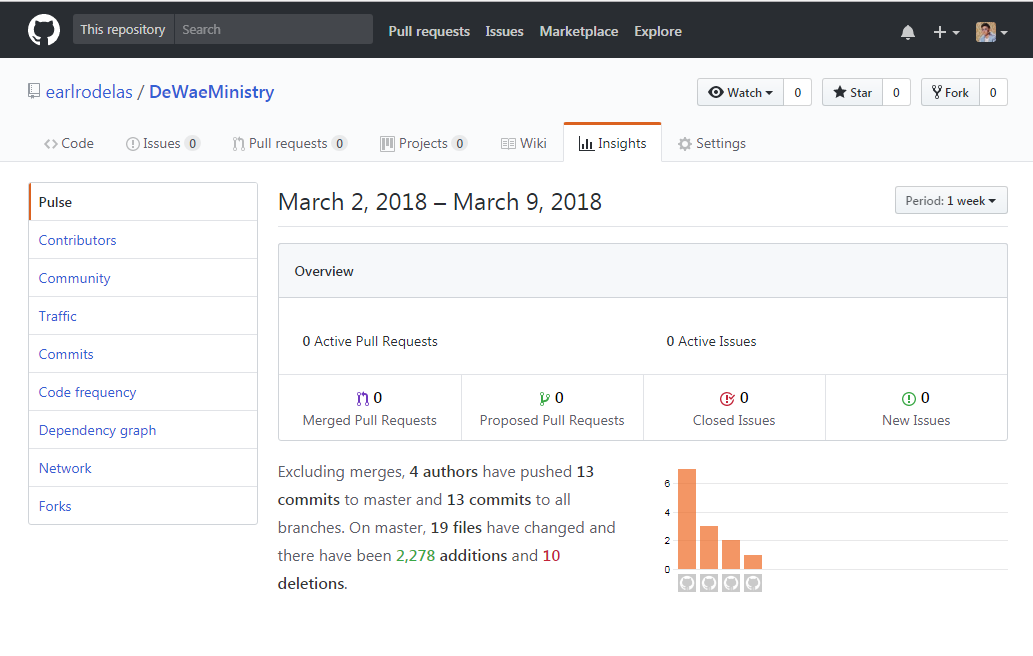 This repository Search Pull requests Issues Marketplace Explore
earlrodelas / DeWaeMinistry Watch 0 Star 0 Fork 0
Code Issues 0 Pull requests 0 Projects 0 Wiki Insights Settings
Pulse
Contributors
Community
Traffic
Commits
Code frequency
Dependency graph
Network
Forks
March 2, 2018 – March 9, 2018 Period: 1 week
Overview
0 Active Pull Requests 0 Active Issues
0 0 0 0
Merged Pull Requests Proposed Pull Requests Closed Issues New Issues
Excluding merges, 4 authors have pushed 13
commits to master and 13 commits to all
branches. On master, 19 files have changed and
there have been 2,278 additions and 10
deletions.
6
4
2
0